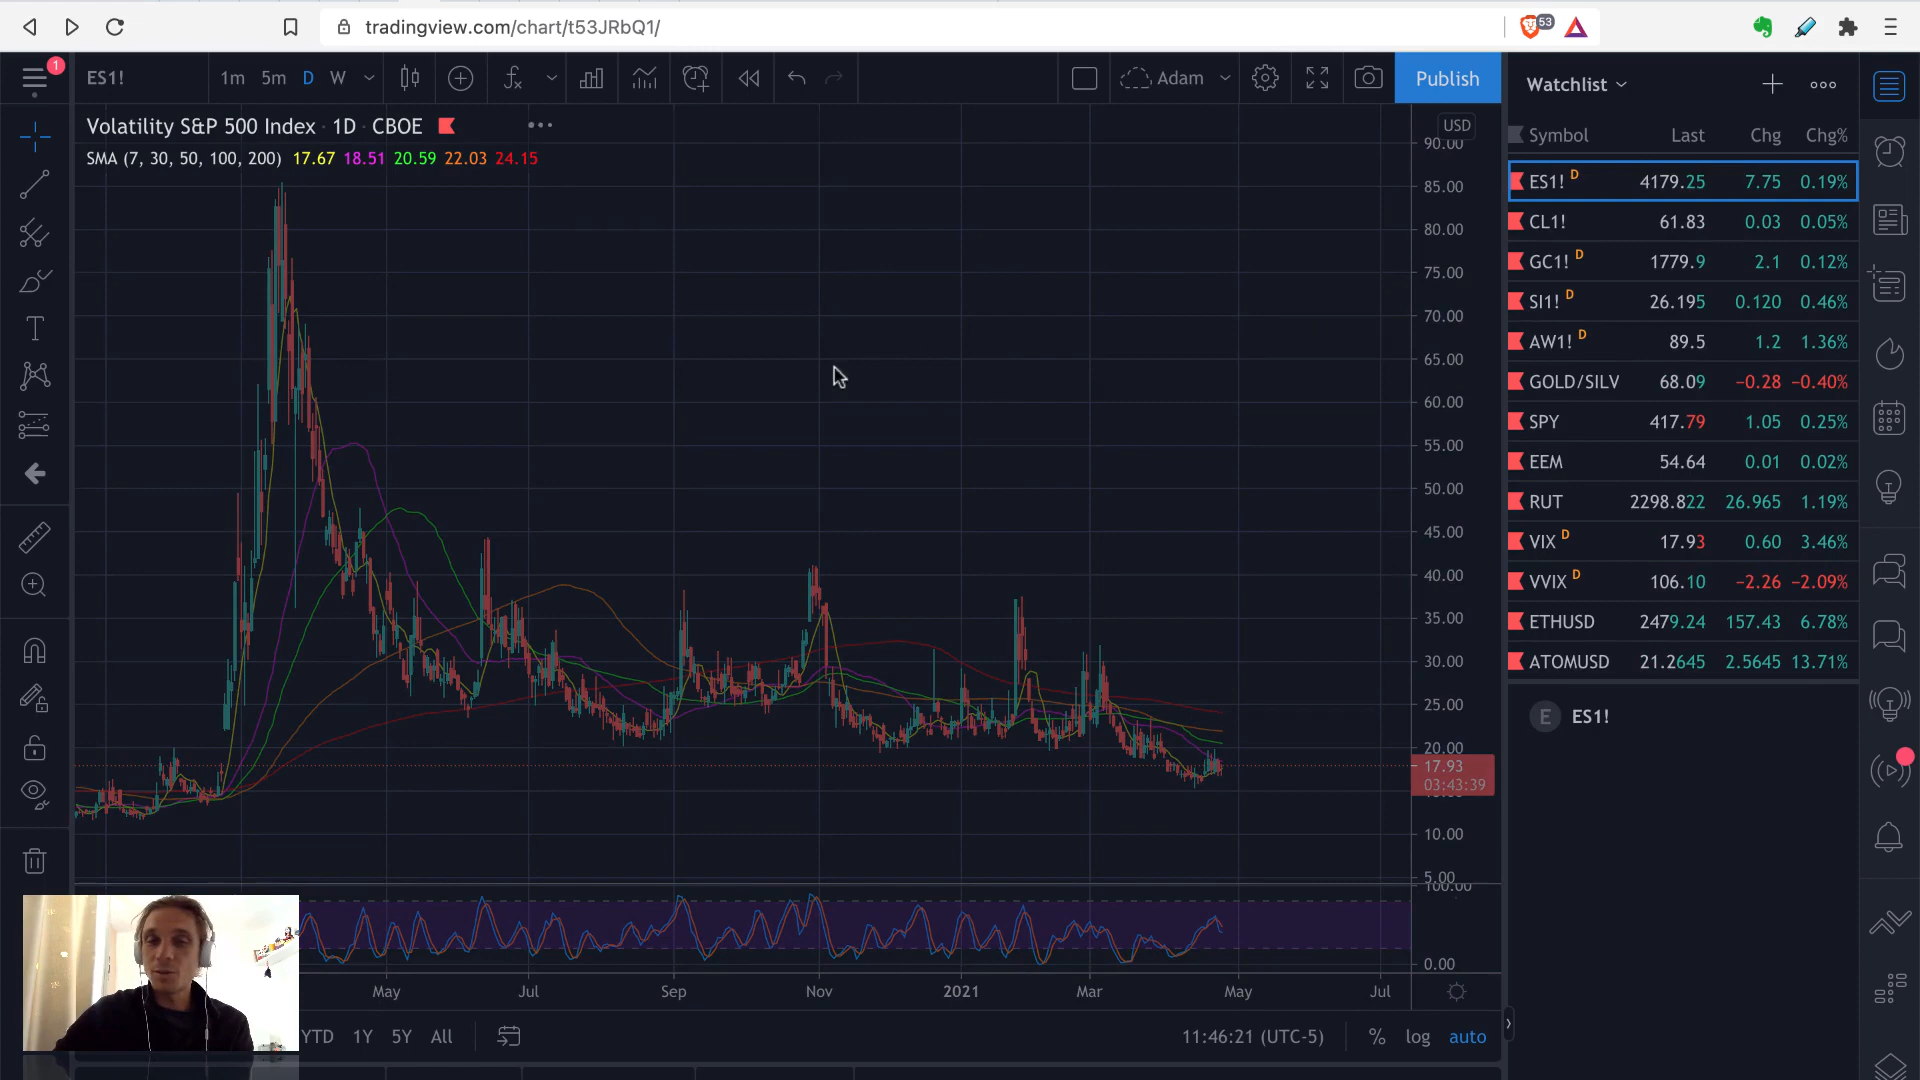 tradingview.com/chart/t53JRbQ1/
53
1
ES1!
1m 5m D W
Adam
Publish
Volatility S&P 500 Index · 1D · CBOE
SMA (7, 30, 50, 100, 200) 17.67 18.51 20.59 22.03 24.15
USD
90.00
85.00
80.00
75.00
70.00
65.00
60.00
55.00
50.00
45.00
40.00
35.00
30.00
25.00
20.00
17.93
03:43:39
10.00
5.00
100.00
0.00
May Jul Sep Nov 2021 Mar May Jul
YTD 1Y 5Y All
11:46:21 (UTC-5) % log auto
Watchlist
Symbol Last Chg Chg%
ES1! D 4179.25 7.75 0.19%
CL1! 61.83 0.03 0.05%
GC1! D 1779.9 2.1 0.12%
SI1! D 26.195 0.120 0.46%
AW1! D 89.5 1.2 1.36%
GOLD/SILV 68.09 −0.28 −0.40%
SPY 417.79 1.05 0.25%
EEM 54.64 0.01 0.02%
RUT 2298.822 26.965 1.19%
VIX D 17.93 0.60 3.46%
VVIX D 106.10 −2.26 −2.09%
ETHUSD 2479.24 157.43 6.78%
ATOMUSD 21.2645 2.5645 13.71%
E ES1!